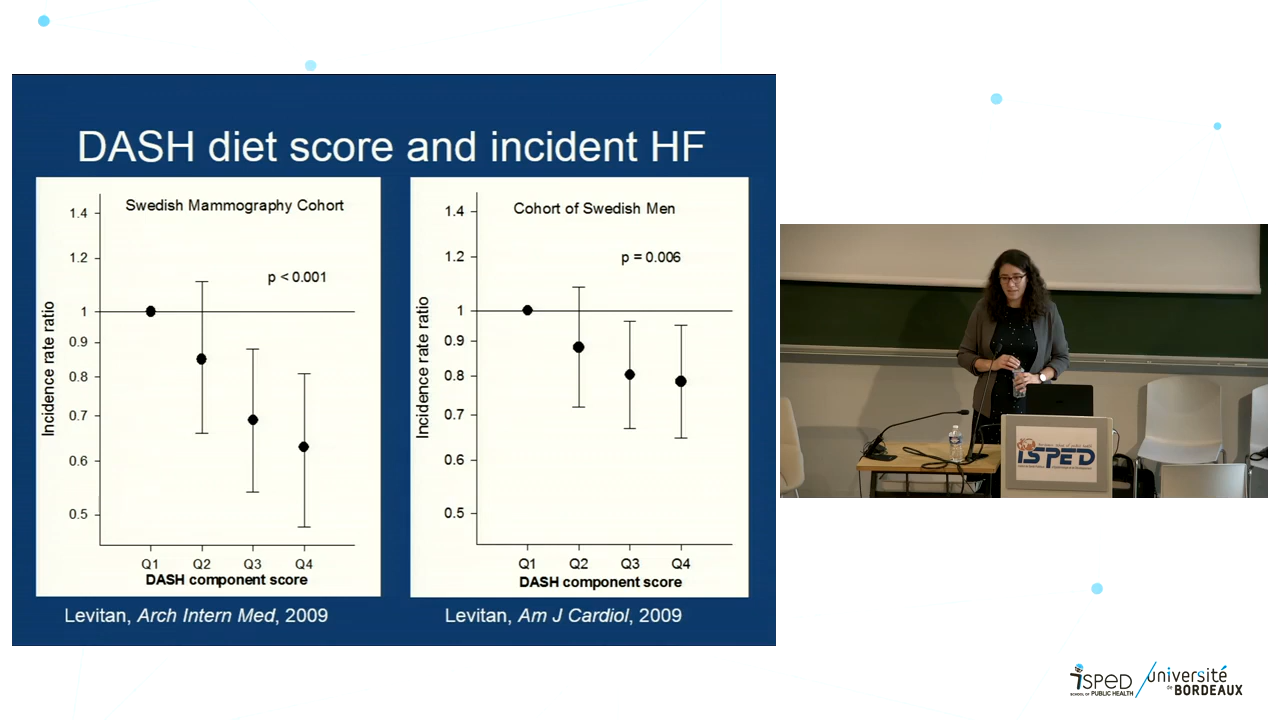 DASH diet score and incident HF
Swedish Mammography Cohort
p < 0.001
1.4
1.2
1
0.9
0.8
0.7
0.6
0.5
Incidence rate ratio
Q1 Q2 Q3 Q4
DASH component score
Levitan, Arch Intern Med, 2009
Cohort of Swedish Men
p = 0.006
1.4
1.2
1
0.9
0.8
0.7
0.6
0.5
Incidence rate ratio
Q1 Q2 Q3 Q4
DASH component score
Levitan, Am J Cardiol, 2009
ISPED
isped
SCHOOL OF PUBLIC HEALTH
université
de BORDEAUX